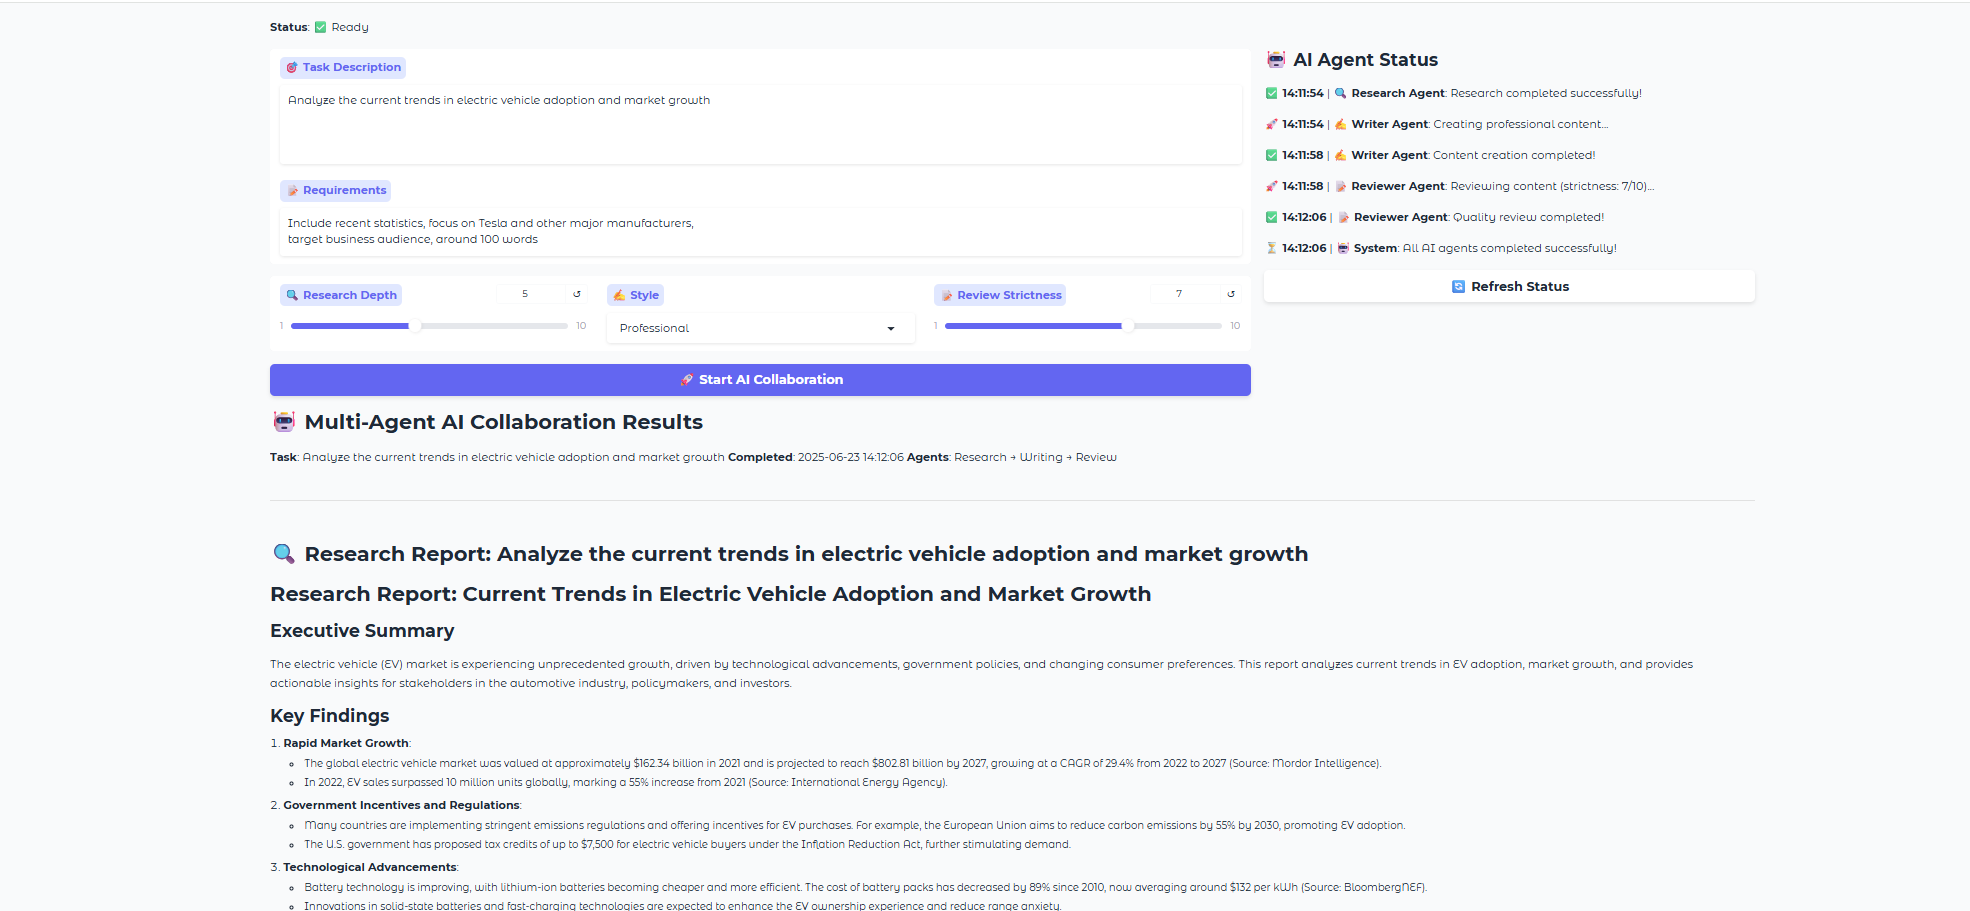 Status: ✅ Ready
🎯 Task Description
Analyze the current trends in electric vehicle adoption and market growth
📝 Requirements
Include recent statistics, focus on Tesla and other major manufacturers,
target business audience, around 100 words
🔍 Research Depth
5
↺
1
10
✍️ Style
Professional
📝 Review Strictness
7
↺
1
10
🚀 Start AI Collaboration
🤖 AI Agent Status
✅ 14:11:54 | 🔍 Research Agent: Research completed successfully!
🚀 14:11:54 | ✍️ Writer Agent: Creating professional content...
✅ 14:11:58 | ✍️ Writer Agent: Content creation completed!
🚀 14:11:58 | 📝 Reviewer Agent: Reviewing content (strictness: 7/10)...
✅ 14:12:06 | 📝 Reviewer Agent: Quality review completed!
⏳ 14:12:06 | 🤖 System: All AI agents completed successfully!
🔄 Refresh Status
🤖 Multi-Agent AI Collaboration Results
Task: Analyze the current trends in electric vehicle adoption and market growth Completed: 2025-06-23 14:12:06 Agents: Research → Writing → Review
🔍 Research Report: Analyze the current trends in electric vehicle adoption and market growth
Research Report: Current Trends in Electric Vehicle Adoption and Market Growth
Executive Summary
The electric vehicle (EV) market is experiencing unprecedented growth, driven by technological advancements, government policies, and changing consumer preferences. This report analyzes current trends in EV adoption, market growth, and provides
actionable insights for stakeholders in the automotive industry, policymakers, and investors.
Key Findings
1. Rapid Market Growth:
The global electric vehicle market was valued at approximately $162.34 billion in 2021 and is projected to reach $802.81 billion by 2027, growing at a CAGR of 29.4% from 2022 to 2027 (Source: Mordor Intelligence).
In 2022, EV sales surpassed 10 million units globally, marking a 55% increase from 2021 (Source: International Energy Agency).
2. Government Incentives and Regulations:
Many countries are implementing stringent emissions regulations and offering incentives for EV purchases. For example, the European Union aims to reduce carbon emissions by 55% by 2030, promoting EV adoption.
The U.S. government has proposed tax credits of up to $7,500 for electric vehicle buyers under the Inflation Reduction Act, further stimulating demand.
3. Technological Advancements:
Battery technology is improving, with lithium-ion batteries becoming cheaper and more efficient. The cost of battery packs has decreased by 89% since 2010, now averaging around $132 per kWh (Source: BloombergNEF).
Innovations in solid-state batteries and fast-charging technologies are expected to enhance the EV ownership experience and reduce range anxiety.